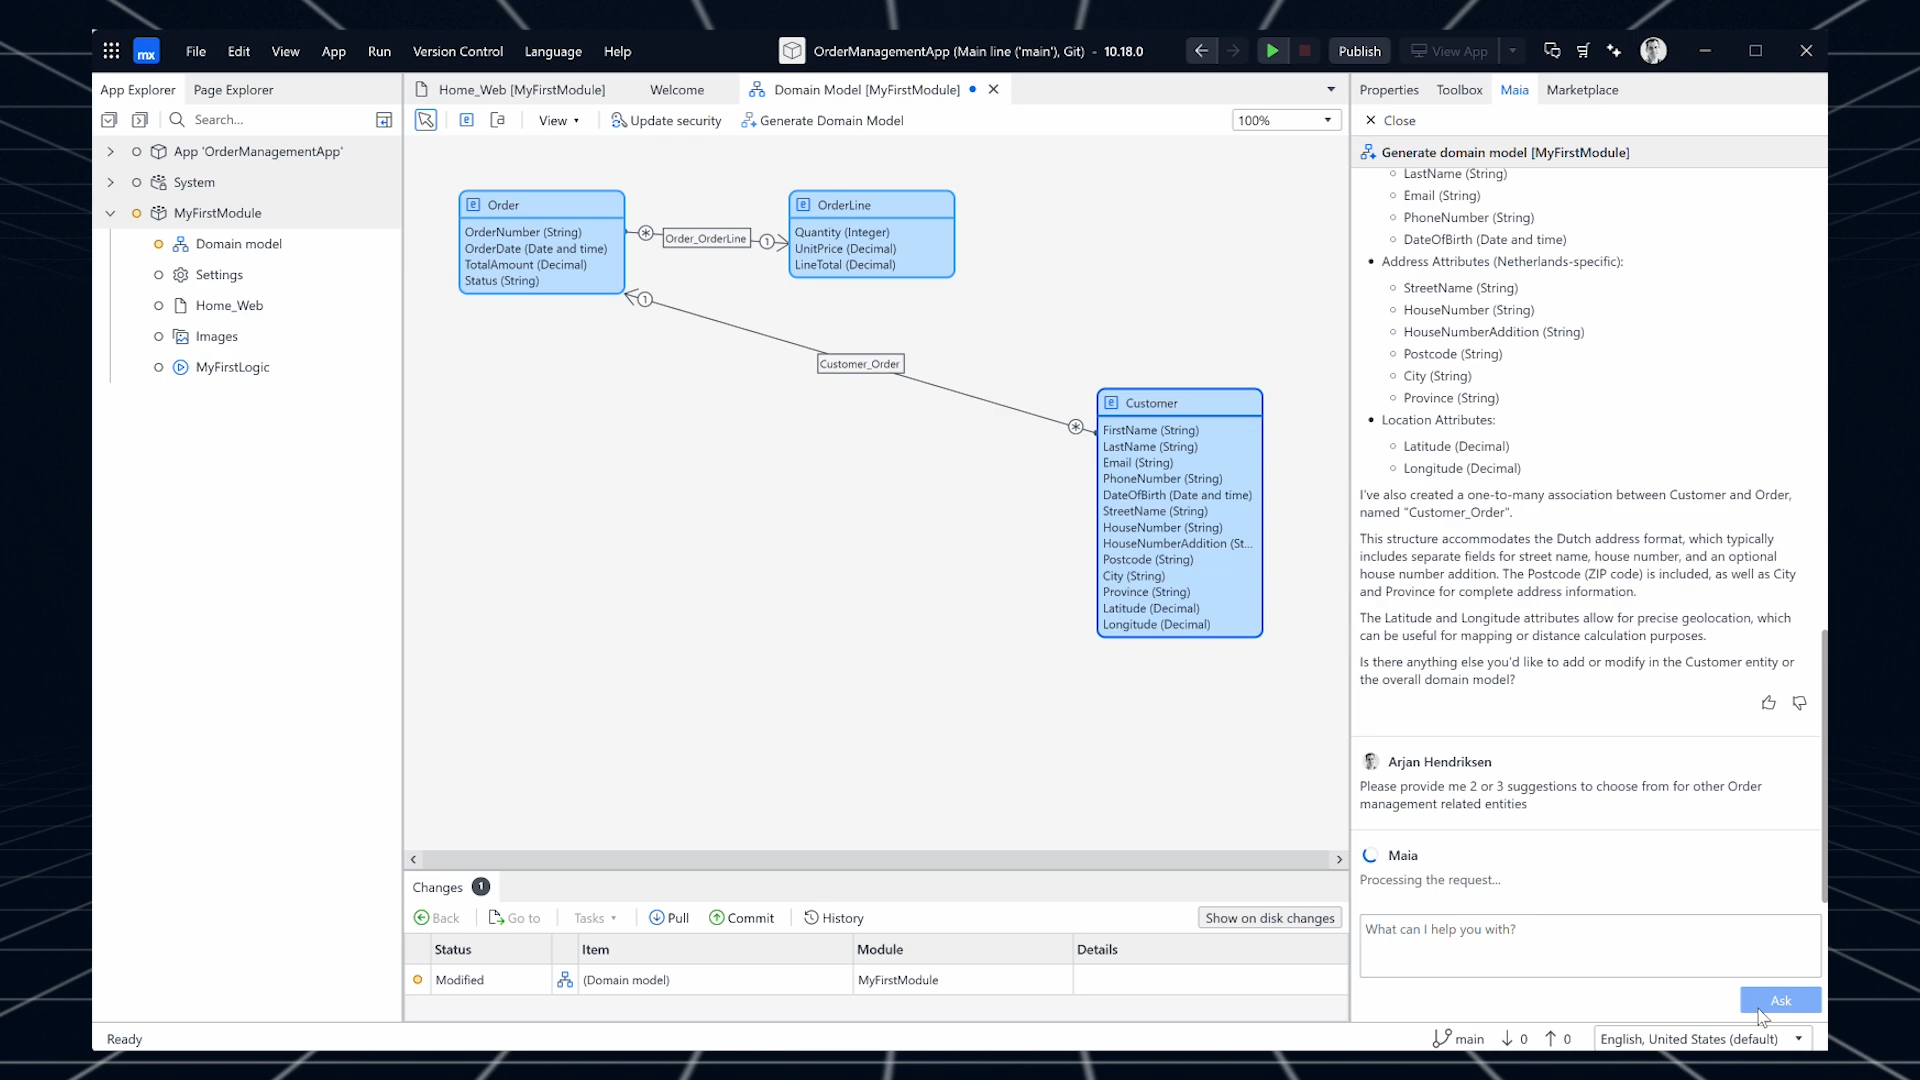 mx
File Edit View App Run Version Control Language Help
OrderManagementApp (Main line ('main'), Git) - 10.18.0
Publish
View App
App Explorer Page Explorer
Search...
App 'OrderManagementApp'
System
MyFirstModule
Domain model
Settings
Home_Web
Images
MyFirstLogic
Home_Web [MyFirstModule] Welcome Domain Model [MyFirstModule]
View Update security Generate Domain Model 100%
Order
OrderNumber (String)
OrderDate (Date and time)
TotalAmount (Decimal)
Status (String)
Order_OrderLine
1
OrderLine
Quantity (Integer)
UnitPrice (Decimal)
LineTotal (Decimal)
1
Customer_Order
Customer
FirstName (String)
LastName (String)
Email (String)
PhoneNumber (String)
DateOfBirth (Date and time)
StreetName (String)
HouseNumber (String)
HouseNumberAddition (St...
Postcode (String)
City (String)
Province (String)
Latitude (Decimal)
Longitude (Decimal)
Changes 1
Back Go to Tasks Pull Commit History Show on disk changes
Status Item Module Details
Modified (Domain model) MyFirstModule
Properties Toolbox Maia Marketplace
Close
Generate domain model [MyFirstModule]
LastName (String)
Email (String)
PhoneNumber (String)
DateOfBirth (Date and time)
Address Attributes (Netherlands-specific):
StreetName (String)
HouseNumber (String)
HouseNumberAddition (String)
Postcode (String)
City (String)
Province (String)
Location Attributes:
Latitude (Decimal)
Longitude (Decimal)
I've also created a one-to-many association between Customer and Order,
named "Customer_Order".
This structure accommodates the Dutch address format, which typically
includes separate fields for street name, house number, and an optional
house number addition. The Postcode (ZIP code) is included, as well as City
and Province for complete address information.
The Latitude and Longitude attributes allow for precise geolocation, which
can be useful for mapping or distance calculation purposes.
Is there anything else you'd like to add or modify in the Customer entity or
the overall domain model?
Arjan Hendriksen
Please provide me 2 or 3 suggestions to choose from for other Order
management related entities
Maia
Processing the request...
What can I help you with?
Ask
Ready
main 0 0 English, United States (default)